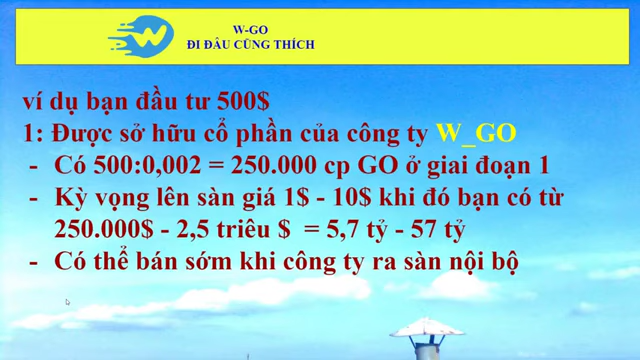 W-GO
ĐI ĐÂU CŨNG THÍCH
ví dụ bạn đầu tư 500$
1: Được sở hữu cổ phần của công ty W_GO
- Có 500:0,002 = 250.000 cp GO ở giai đoạn 1
- Kỳ vọng lên sàn giá 1$ - 10$ khi đó bạn có từ
250.000$ - 2,5 triêu $ = 5,7 tỷ - 57 tỷ
- Có thể bán sớm khi công ty ra sàn nội bộ